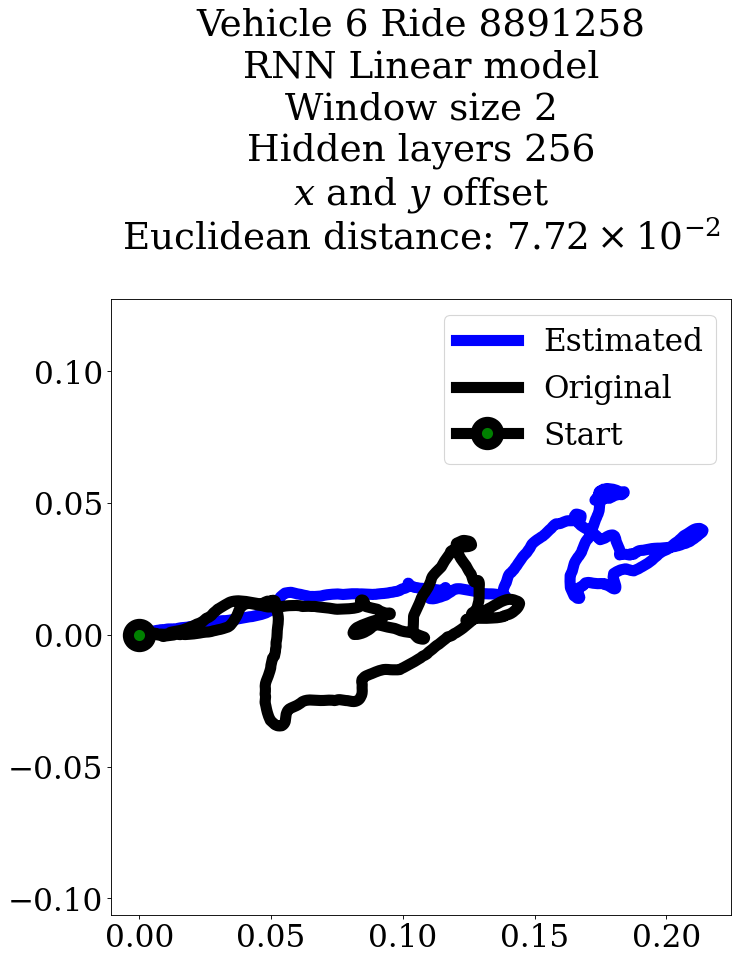 Vehicle 6 Ride 8891258
RNN Linear model
Window size 2
Hidden layers 256
x and y offset
Euclidean distance: 7.72 × 10⁻²
Estimated
Original
Start
0.10
0.05
0.00
−0.05
−0.10
0.00 0.05 0.10 0.15 0.20